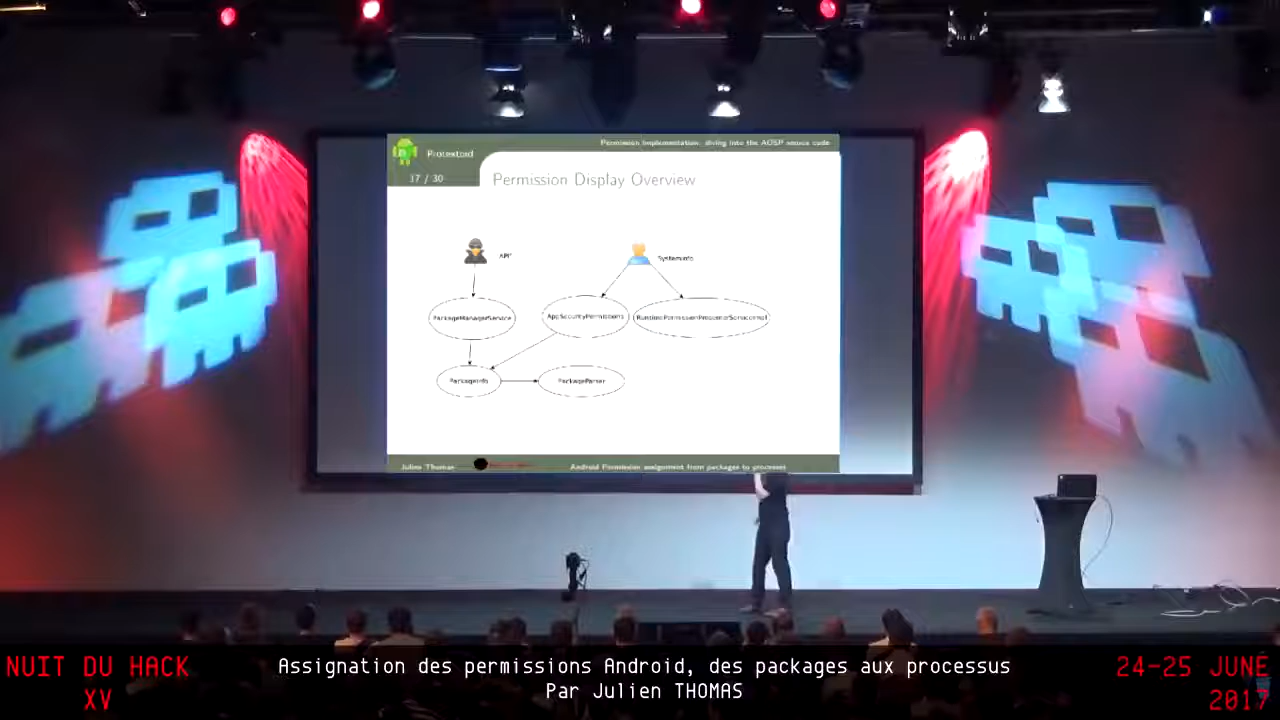 Permission implementation, diving into the AOSP source code
Protektoid
17 / 30
Permission Display Overview
API
SystemInfo
PackageManagerService
AppSecurityPermissions
PackageInfo
PackageParser
Julien Thomas
Android Permission assignment from packages to processes
NUIT DU HACK
XV
Assignation des permissions Android, des packages aux processus
Par Julien THOMAS
24-25 JUNE
2017